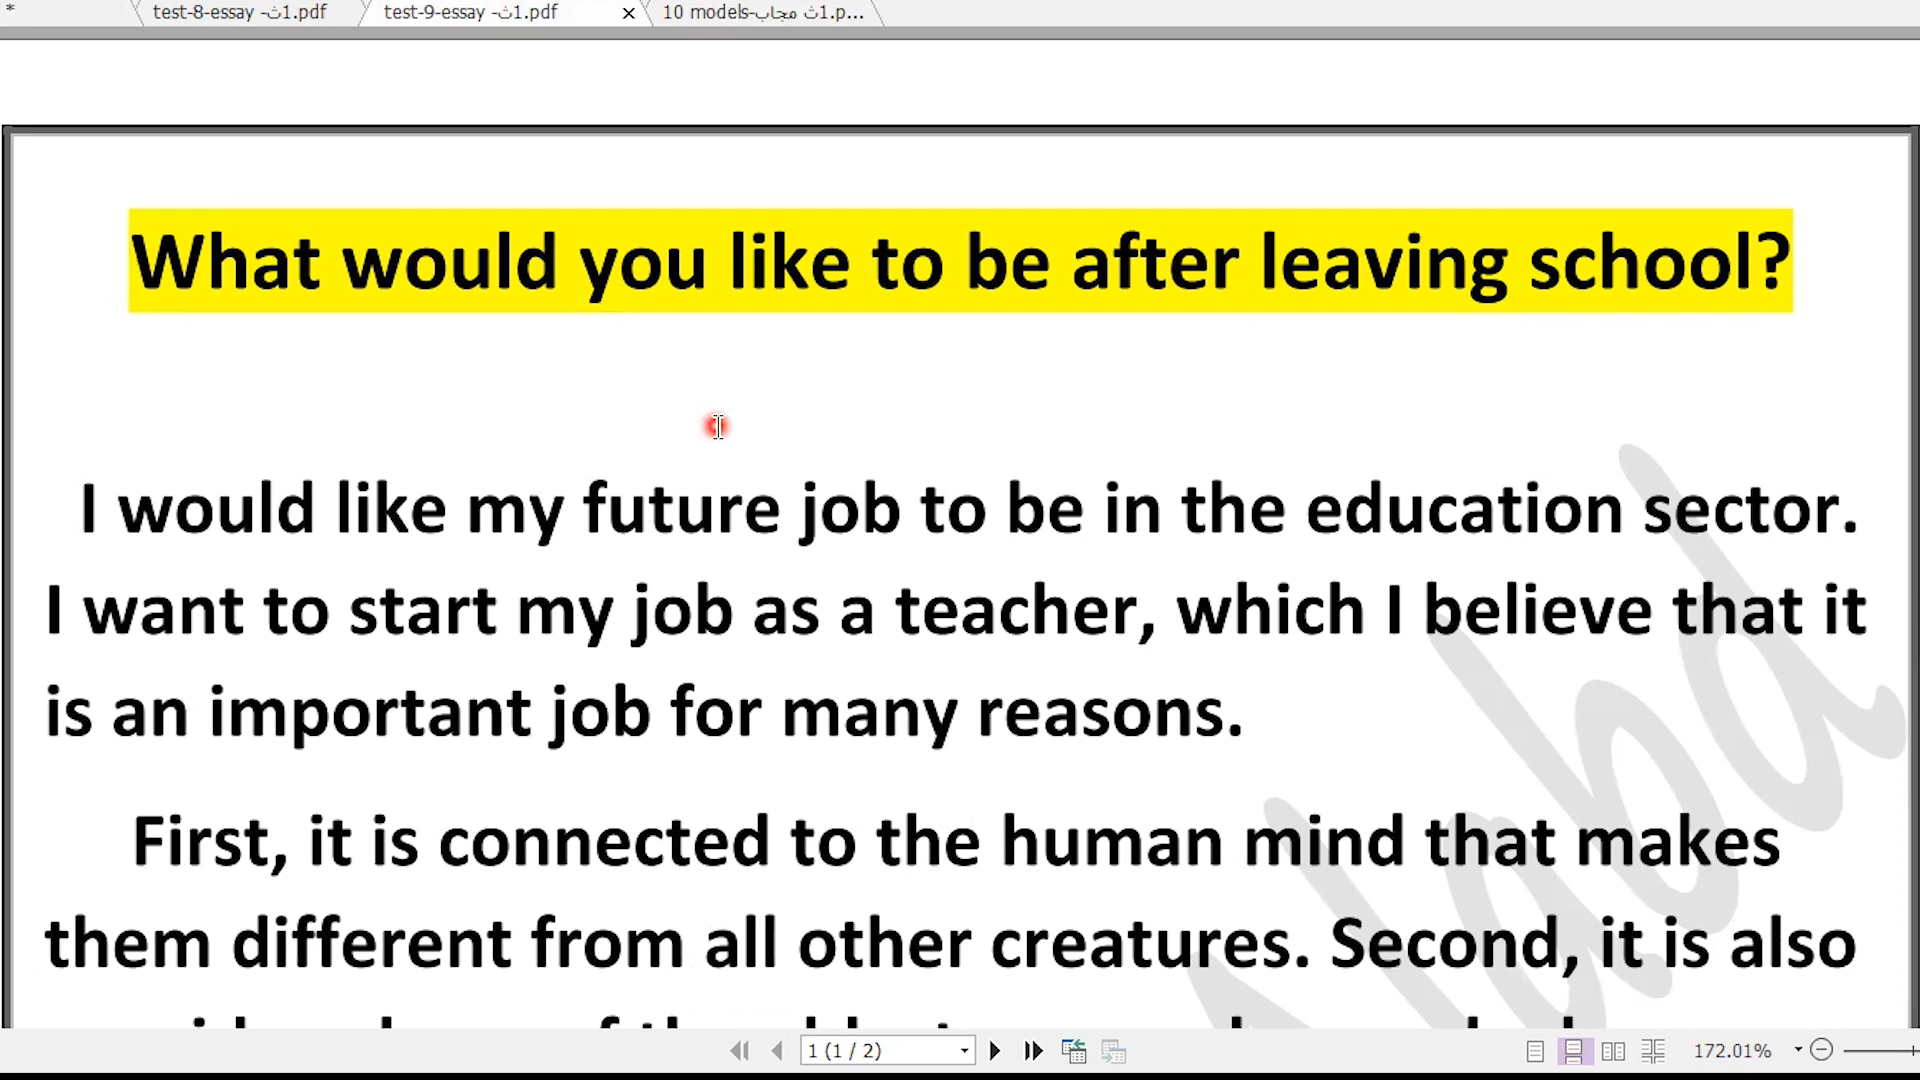 *
test-8-essay -1ث.pdf
test-9-essay -1ث.pdf
10 models-1ث مجاب.p...
What would you like to be after leaving school?
I would like my future job to be in the education sector.
I want to start my job as a teacher, which I believe that it
is an important job for many reasons.
First, it is connected to the human mind that makes
them different from all other creatures. Second, it is also
1 (1 / 2)
172.01%